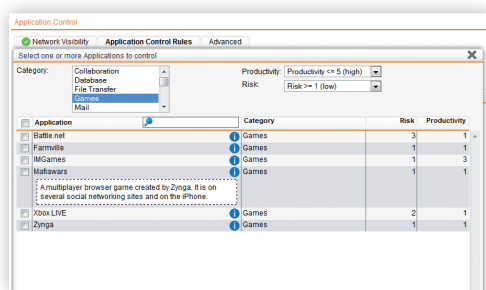 Application Control
Network Visibility Application Control Rules Advanced
Select one or more Applications to control
Category: Collaboration Productivity: Productivity <= 5 (high)
Database Risk: Risk >= 1 (low)
File Transfer
Games
Mail
Application Category Risk Productivity
Battle.net Games 3 1
Farmville Games 1 1
IMGames Games 1 3
Mafiawars Games 1 1
A multiplayer browser game created by Zynga. It is on
several social networking sites and on the iPhone.
Xbox LIVE Games 2 1
Zynga Games 1 1